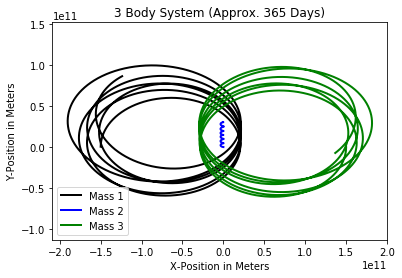 3 Body System (Approx. 365 Days)
1e11
1.5
1.0
0.5
0.0
−0.5
−1.0
Y-Position in Meters
Mass 1
Mass 2
Mass 3
−2.0 −1.5 −1.0 −0.5 0.0 0.5 1.0 1.5 2.0
X-Position in Meters
1e11